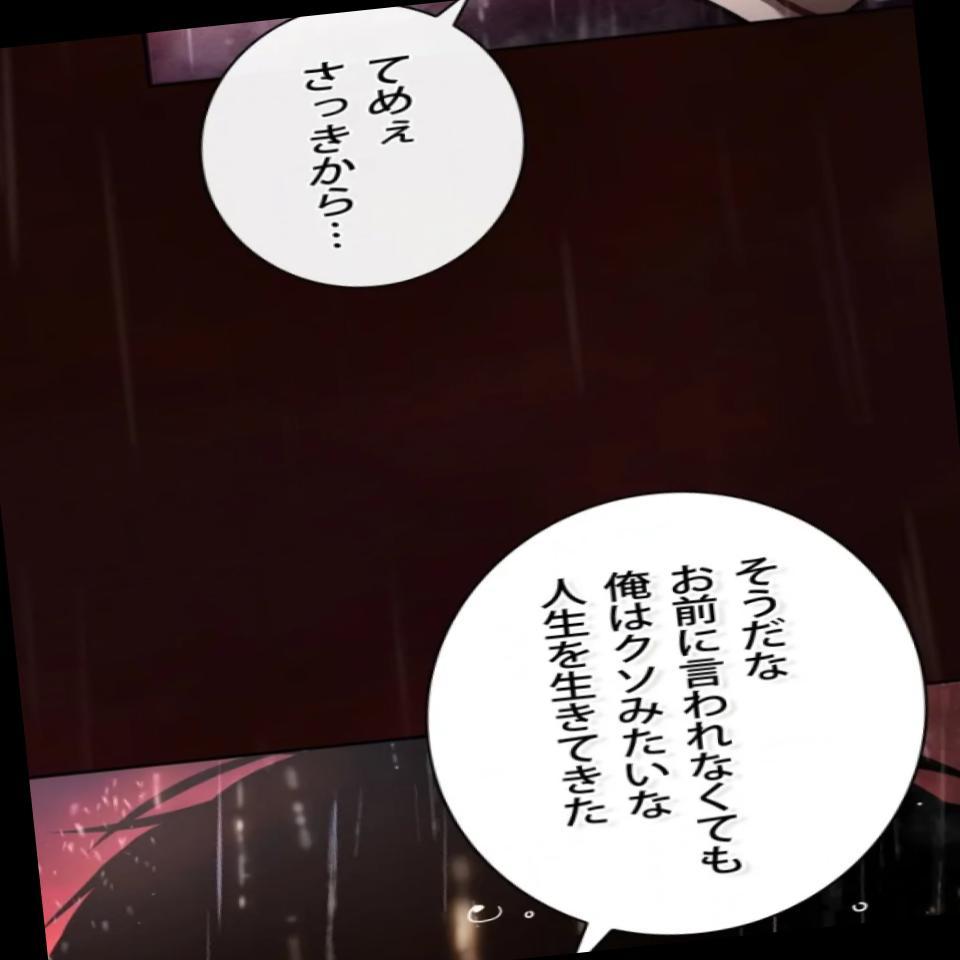 てめぇ
さっきから…
そうだな
お前に言われなくても
俺はクソみたいな
人生を生きてきた